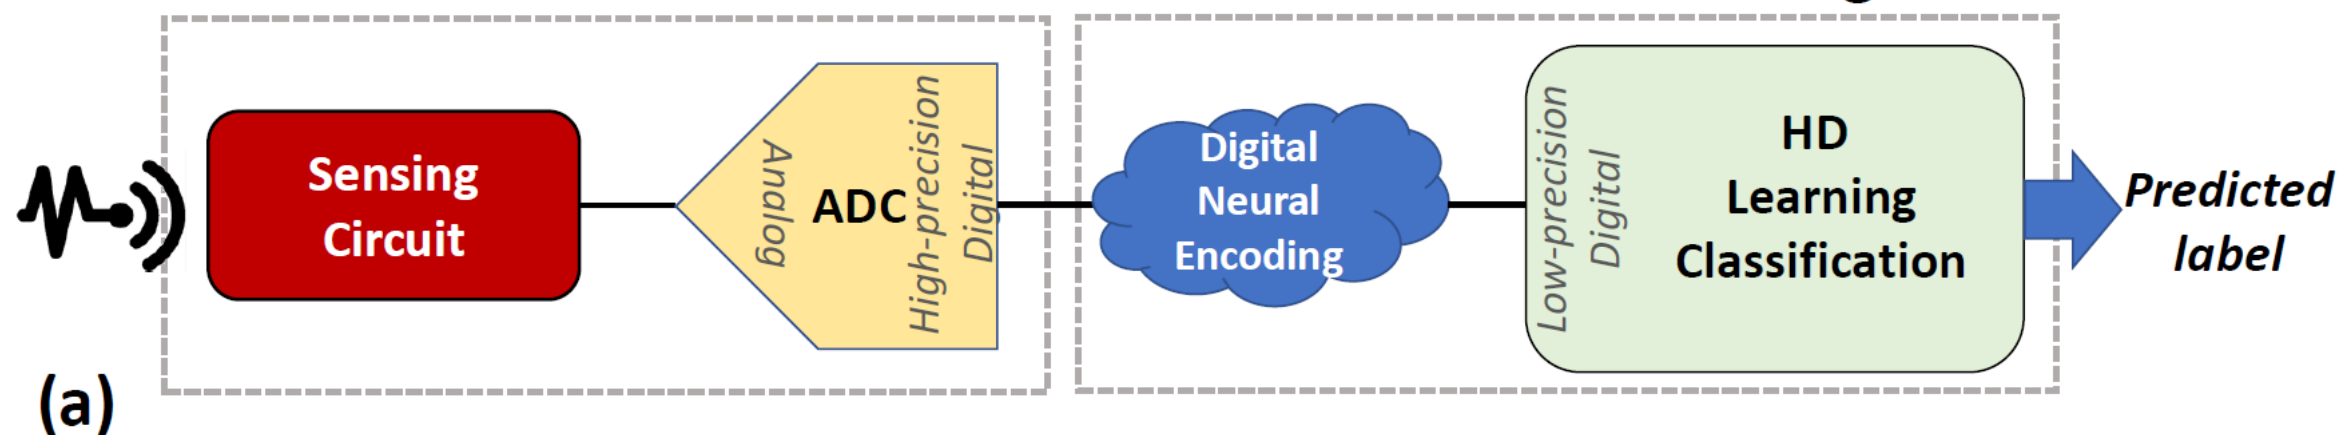 Sensing
Circuit
Analog
ADC
High-precision
Digital
Digital
Neural
Encoding
Low-precision
Digital
HD
Learning
Classification
Predicted
label
(a)